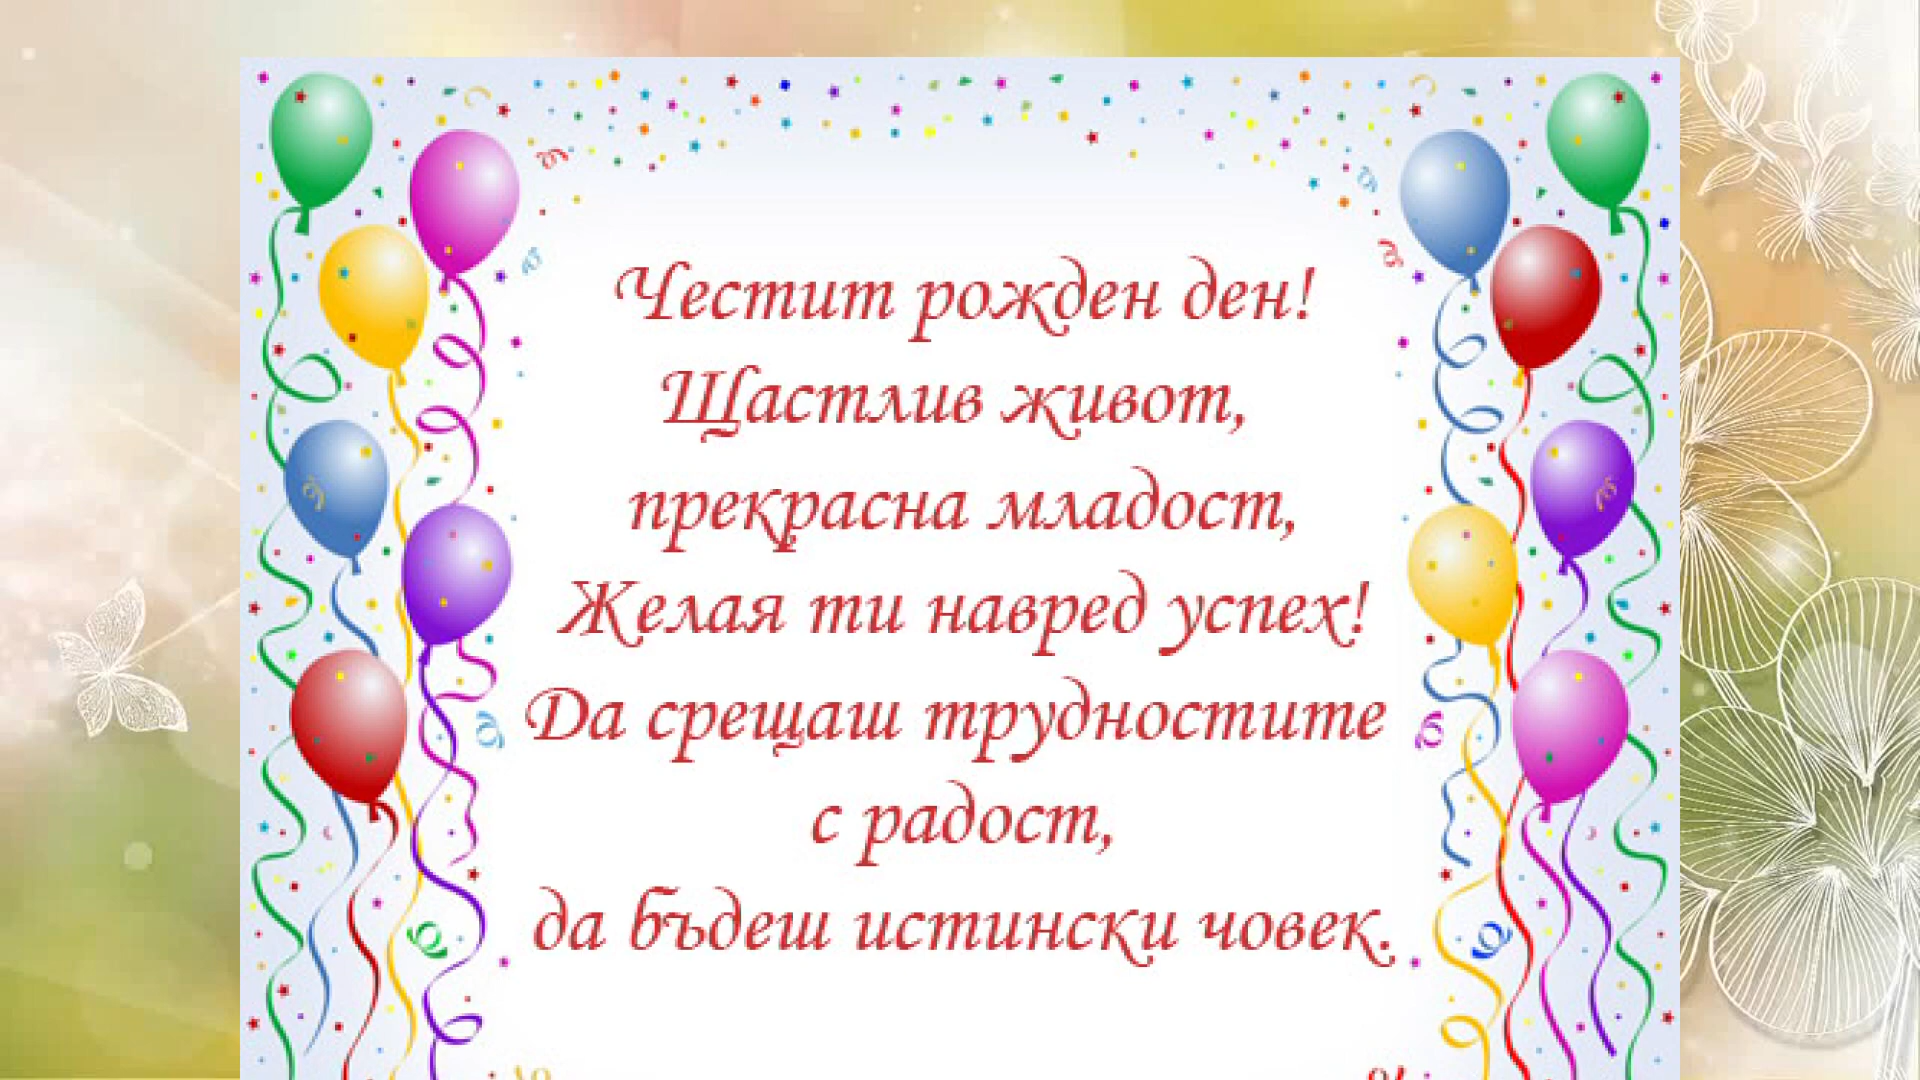 Честит рожден ден!
Щастлив живот,
прекрасна младост,
Желая ти навред успех!
Да срещаш трудностите
с радост,
да бъдеш истински човек.